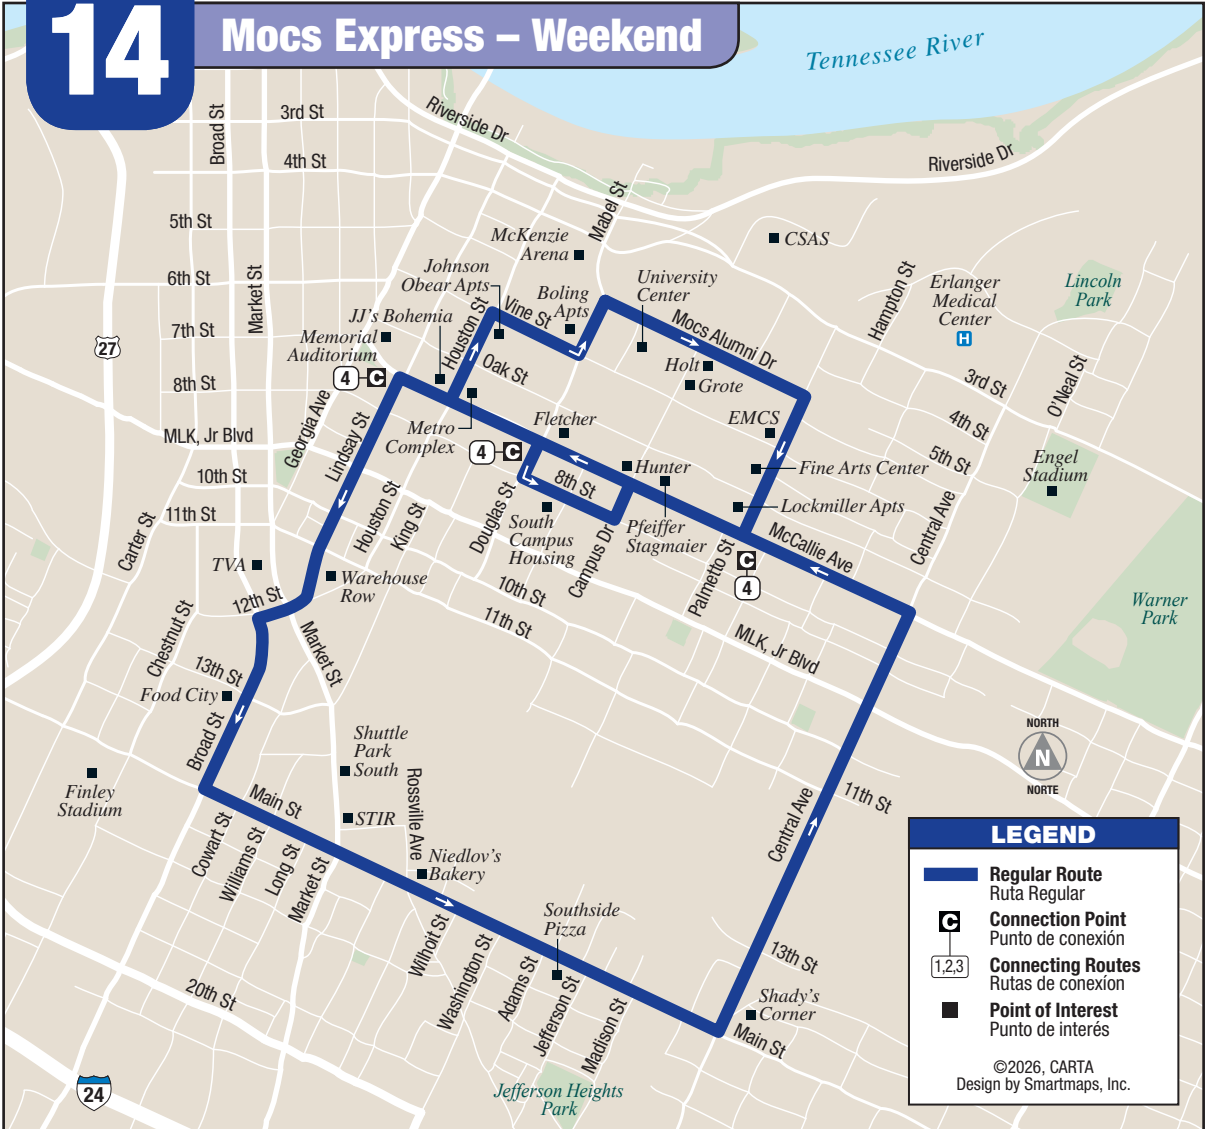 14
Mocs Express – Weekend
Tennessee River
Riverside Dr
Riverside Dr
Broad St
3rd St
4th St
5th St
6th St
Market St
7th St
8th St
MLK, Jr Blvd
10th St
11th St
27
Mabel St
McKenzie
Arena
CSAS
Johnson
Obear Apts
Boling
Apts
University
Center
Hampton St
Erlanger
Medical
Center
H
Lincoln
Park
JJ's Bohemia
Memorial
Auditorium
4
C
Houston St
Vine St
Oak St
Mocs Alumni Dr
Holt
Grote
3rd St
4th St
5th St
O'Neal St
Georgia Ave
Lindsay St
Metro
Complex
Fletcher
4
C
EMCS
Hunter
Fine Arts Center
Engel
Stadium
8th St
Lockmiller Apts
Houston St
King St
Douglas St
South
Campus
Housing
Campus Dr
Pfeiffer
Stagmaier
Palmetto St
C
4
McCallie Ave
Central Ave
Carter St
TVA
12th St
Warehouse
Row
10th St
11th St
MLK, Jr Blvd
Warner
Park
Chestnut St
13th St
Market St
Food City
Broad St
Shuttle
Park
South
STIR
Rossville Ave
Finley
Stadium
Main St
Cowart St
Williams St
Long St
Market St
Niedlov's
Bakery
Southside
Pizza
Wilhoit St
Washington St
Adams St
Jefferson St
Madison St
20th St
24
Jefferson Heights
Park
Central Ave
11th St
13th St
Shady's
Corner
Main St
NORTH
N
NORTE
LEGEND
Regular Route
Ruta Regular
C
Connection Point
Punto de conexión
1,2,3
Connecting Routes
Rutas de conexíon
Point of Interest
Punto de interés
©2026, CARTA
Design by Smartmaps, Inc.